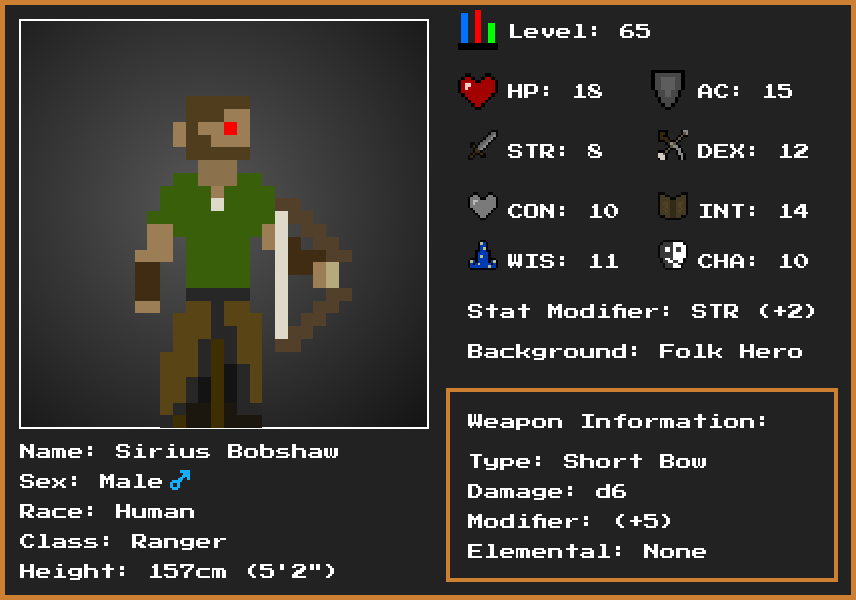 Level: 65
HP: 18
AC: 15
STR: 8
DEX: 12
CON: 10
INT: 14
WIS: 11
CHA: 10
Stat Modifier: STR (+2)
Background: Folk Hero
Weapon Information:
Type: Short Bow
Damage: d6
Modifier: (+5)
Elemental: None
Name: Sirius Bobshaw
Sex: Male♂
Race: Human
Class: Ranger
Height: 157cm (5'2")